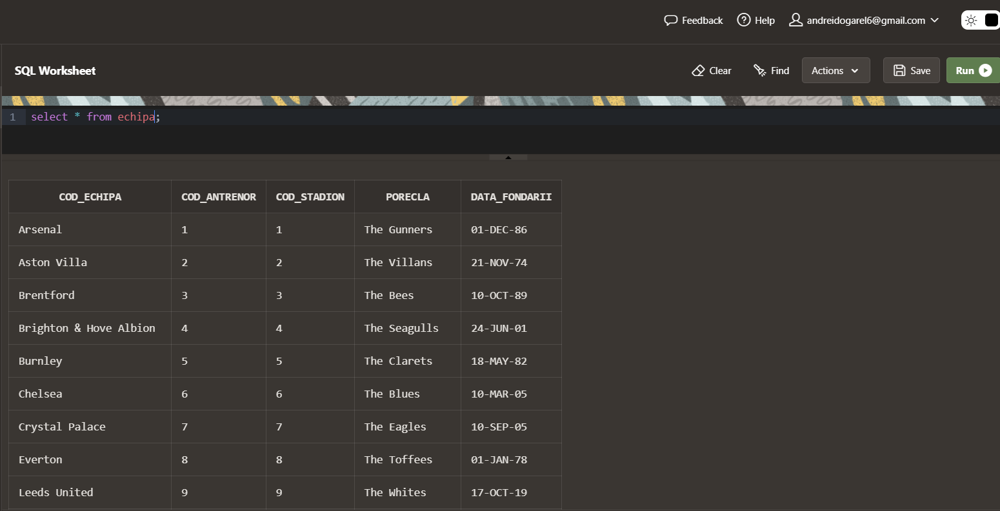 Feedback Help andreidogarel6@gmail.com
SQL Worksheet Clear Find Actions Save Run
1 select * from echipa;
COD_ECHIPA COD_ANTRENOR COD_STADION PORECLA DATA_FONDARII
Arsenal 1 1 The Gunners 01-DEC-86
Aston Villa 2 2 The Villans 21-NOV-74
Brentford 3 3 The Bees 10-OCT-89
Brighton & Hove Albion 4 4 The Seagulls 24-JUN-01
Burnley 5 5 The Clarets 18-MAY-82
Chelsea 6 6 The Blues 10-MAR-05
Crystal Palace 7 7 The Eagles 10-SEP-05
Everton 8 8 The Toffees 01-JAN-78
Leeds United 9 9 The Whites 17-OCT-19